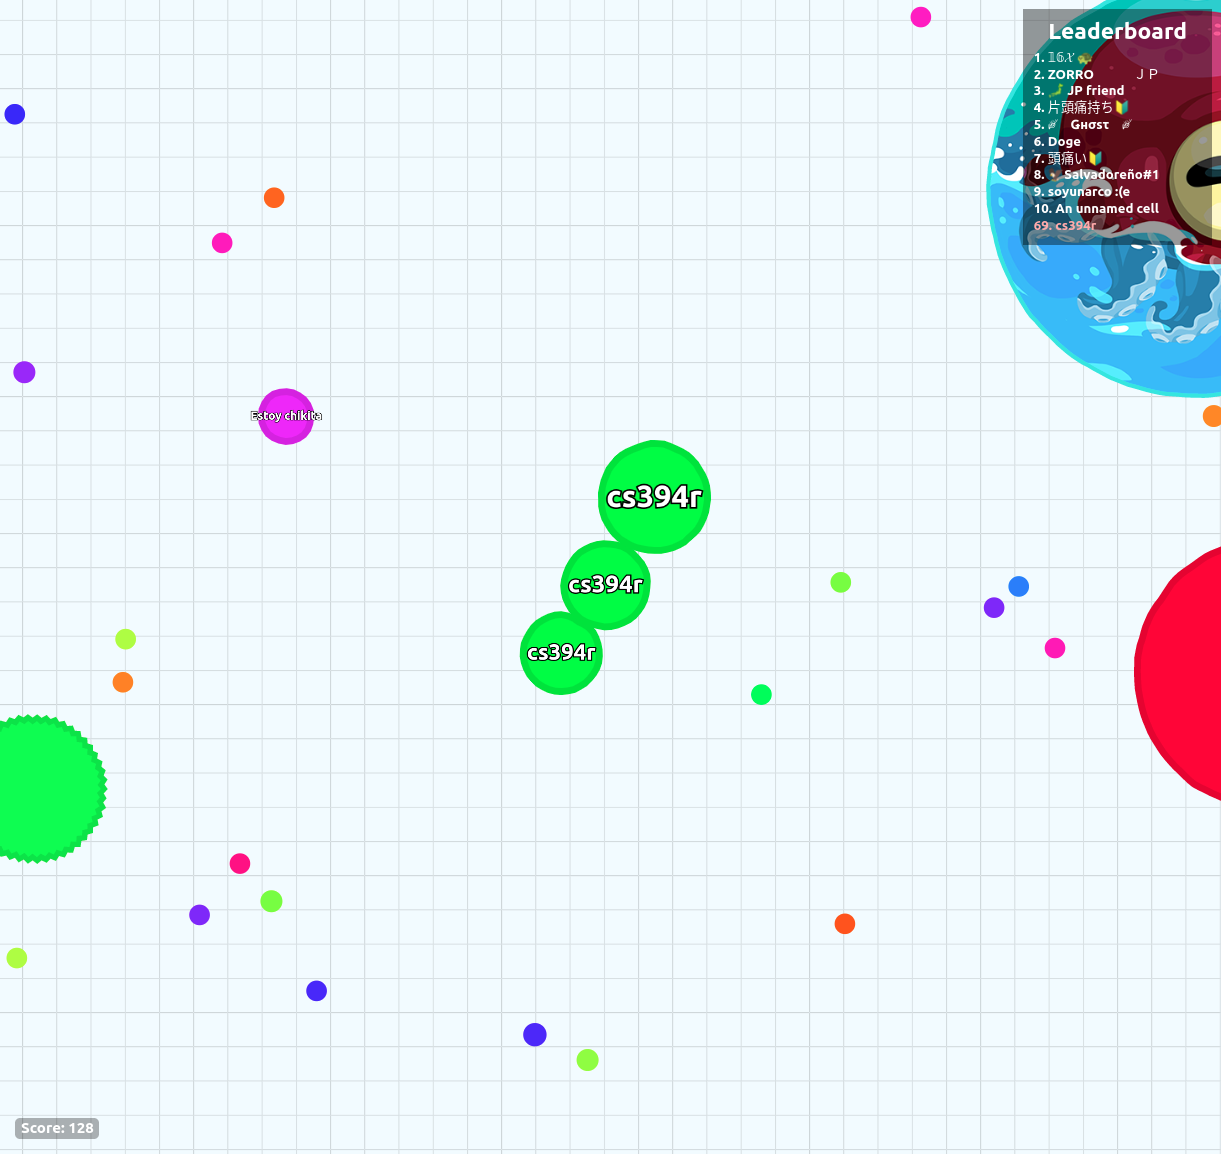 Leaderboard
1. 𝟙𝟞.𝓧 🐢
2. ZORRO ＪＰ
3. 🐛 JP friend
4. 片頭痛持ち🔰
5. Gнσsτ
6. Doge
7. 頭痛い🔰
8. Salvadoreño#1
9. soyunarco :(e
10. An unnamed cell
69. cs394r
Estoy chikita
cs394r
cs394r
cs394r
Score: 128